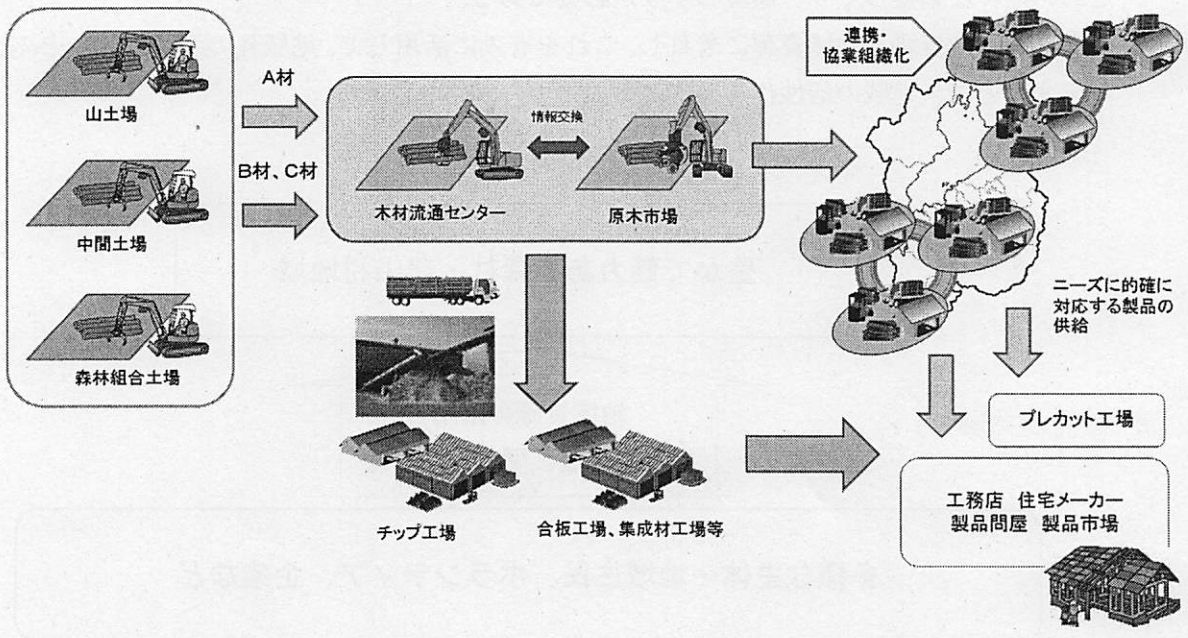 山土場
中間土場
森林組合土場
A材
B材、C材
木材流通センター
情報交換
原木市場
連携・
協業組織化
ニーズに的確に
対応する製品の
供給
チップ工場
合板工場、集成材工場等
プレカット工場
工務店 住宅メーカー
製品問屋 製品市場